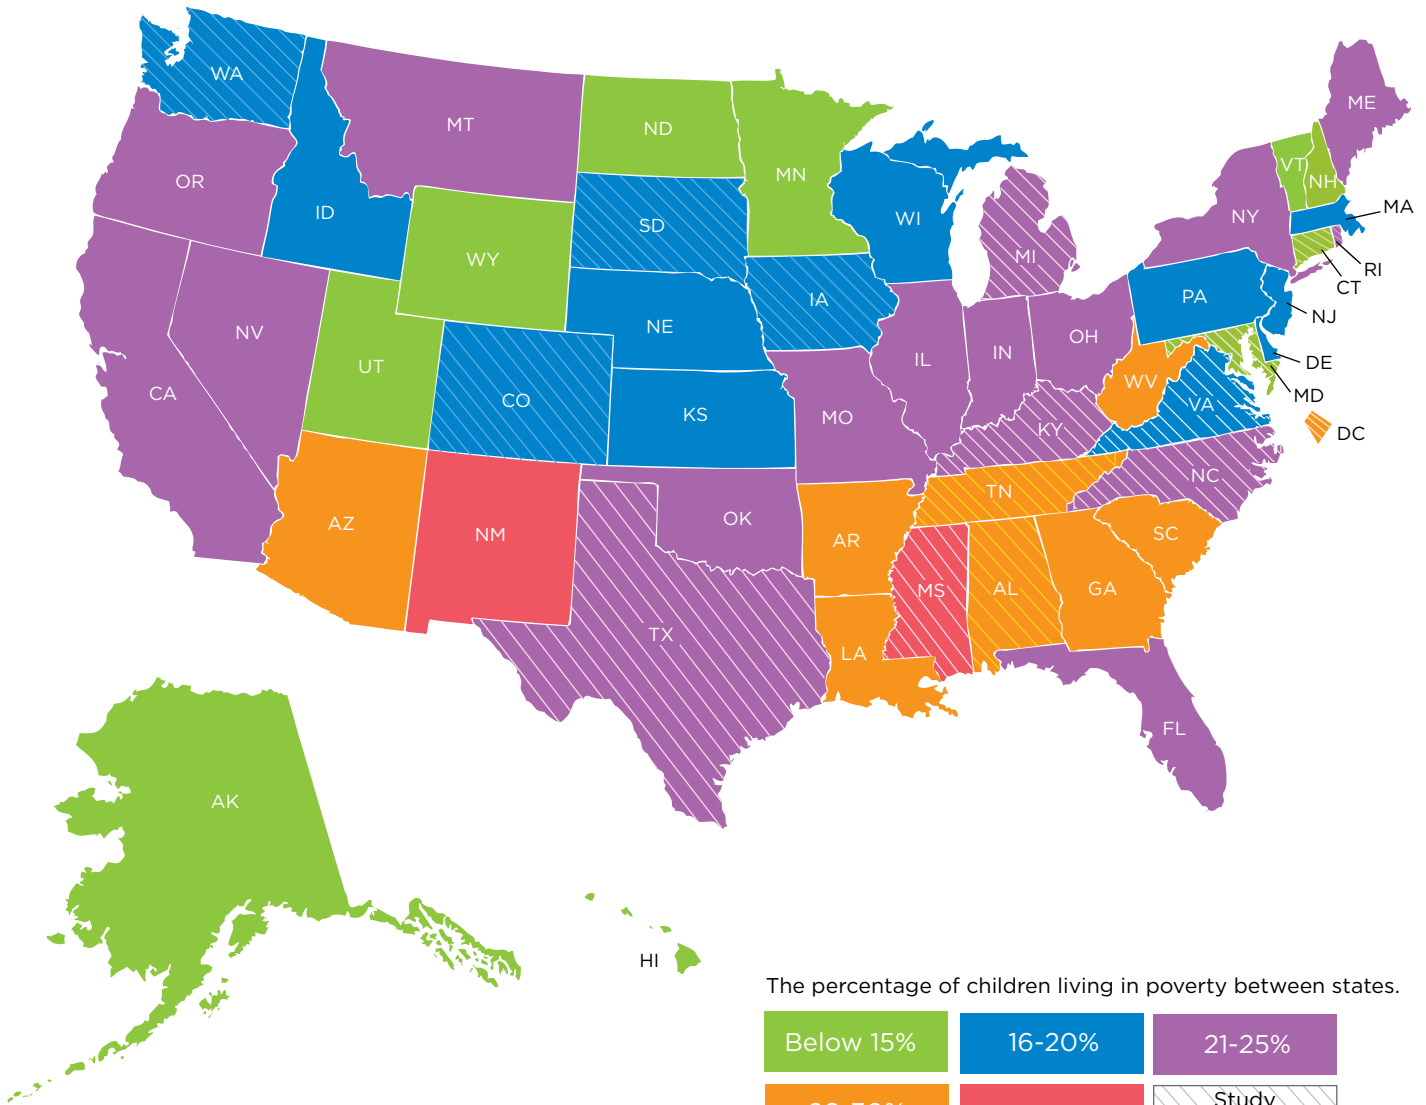 WA
MT
ND
MN
ME
OR
ID
SD
WI
VT
NH
MA
NY
WY
MI
RI
CT
NV
UT
NE
IA
PA
NJ
IL
IN
OH
DE
CA
CO
KS
MO
WV
MD
VA
KY
DC
AZ
NM
OK
AR
TN
NC
SC
TX
LA
MS
AL
GA
FL
AK
HI
The percentage of children living in poverty between states.
Below 15%
16-20%
21-25%
Study